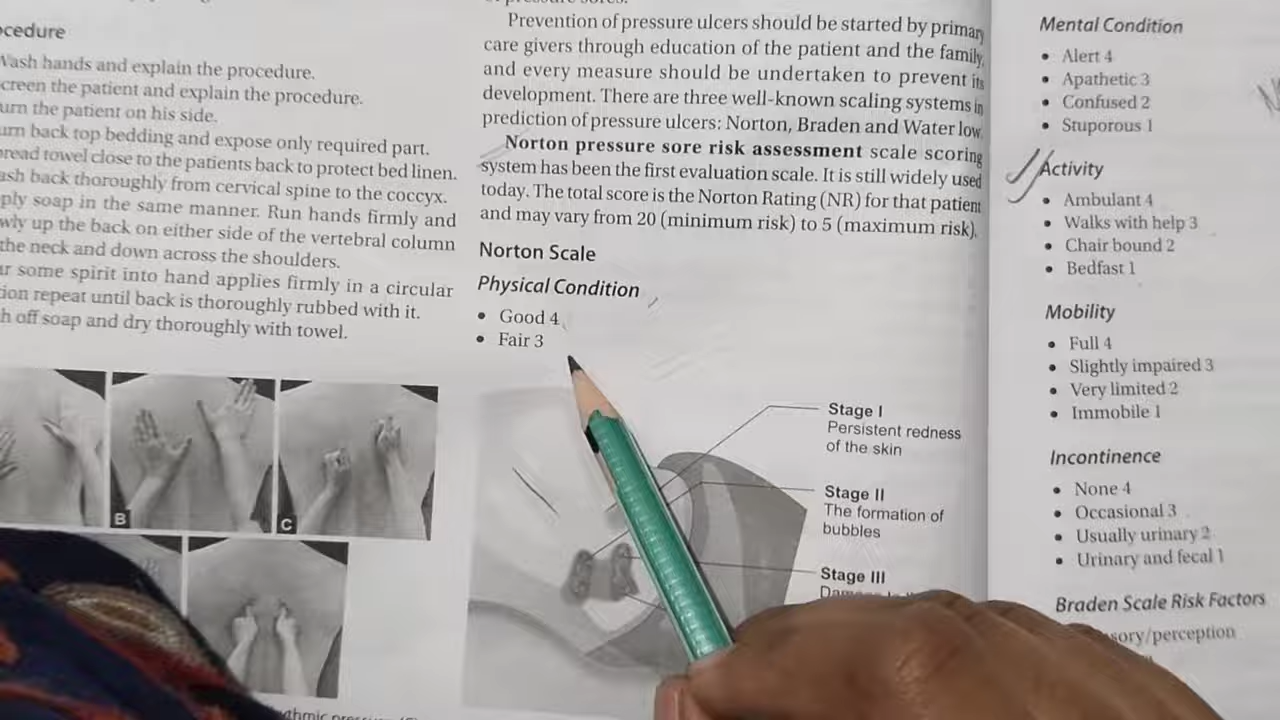 Procedure
Wash hands and explain the procedure.
Screen the patient and explain the procedure.
Turn the patient on his side.
Turn back top bedding and expose only required part.
Spread towel close to the patients back to protect bed linen.
Wash back thoroughly from cervical spine to the coccyx.
Apply soap in the same manner. Run hands firmly and
slowly up the back on either side of the vertebral column
the neck and down across the shoulders.
some spirit into hand applies firmly in a circular
repeat until back is thoroughly rubbed with it.
off soap and dry thoroughly with towel.
B
C
Prevention of pressure ulcers should be started by primary
care givers through education of the patient and the family,
and every measure should be undertaken to prevent its
development. There are three well-known scaling systems in
prediction of pressure ulcers: Norton, Braden and Water low.
Norton pressure sore risk assessment scale scoring
system has been the first evaluation scale. It is still widely used
today. The total score is the Norton Rating (NR) for that patient
and may vary from 20 (minimum risk) to 5 (maximum risk).
Norton Scale
Physical Condition
• Good 4
• Fair 3
Stage I
Persistent redness
of the skin
Stage II
The formation of
bubbles
Stage III
Mental Condition
• Alert 4
• Apathetic 3
• Confused 2
• Stuporous 1
Activity
• Ambulant 4
• Walks with help 3
• Chair bound 2
• Bedfast 1
Mobility
• Full 4
• Slightly impaired 3
• Very limited 2
• Immobile 1
Incontinence
• None 4
• Occasional 3
• Usually urinary 2
• Urinary and fecal 1
Braden Scale Risk Factors